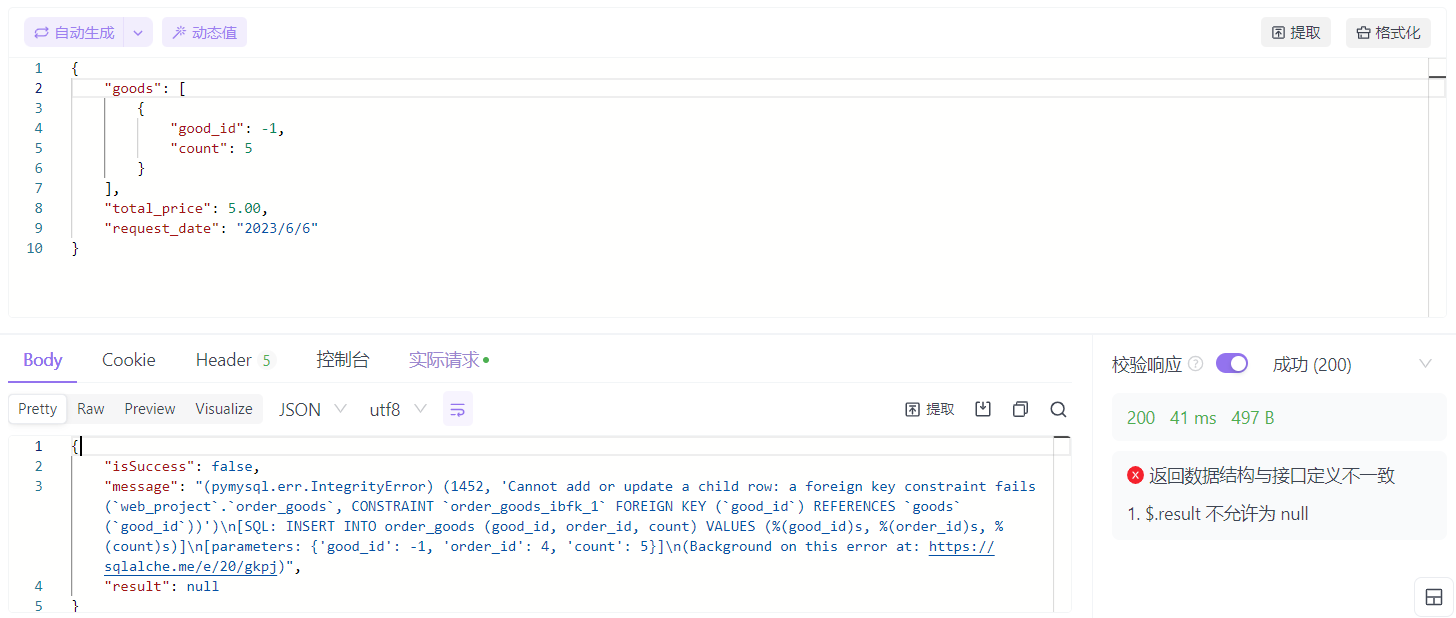 自动生成 动态值 提取 格式化
1 {
2 "goods": [
3 {
4 "good_id": -1,
5 "count": 5
6 }
7 ],
8 "total_price": 5.00,
9 "request_date": "2023/6/6"
10 }
Body Cookie Header 5 控制台 实际请求
校验响应 ? 成功 (200)
Pretty Raw Preview Visualize JSON utf8 提取
200 41 ms 497 B
1 {
2 "isSuccess": false,
3 "message": "(pymysql.err.IntegrityError) (1452, 'Cannot add or update a child row: a foreign key constraint fails
(`web_project`.`order_goods`, CONSTRAINT `order_goods_ibfk_1` FOREIGN KEY (`good_id`) REFERENCES `goods`
(`good_id`))')\n[SQL: INSERT INTO order_goods (good_id, order_id, count) VALUES (%(good_id)s, %(order_id)s, %
(count)s)]\n[parameters: {'good_id': -1, 'order_id': 4, 'count': 5}]\n(Background on this error at: https://
sqlalche.me/e/20/gkpj)",
4 "result": null
5 }
返回数据结构与接口定义不一致
1. $.result 不允许为 null